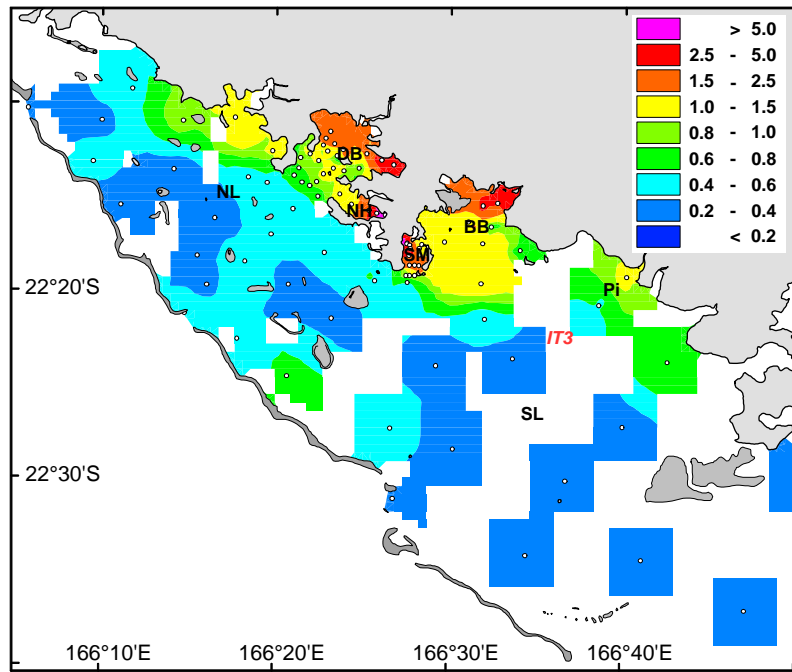 > 5.0
2.5 - 5.0
1.5 - 2.5
1.0 - 1.5
0.8 - 1.0
0.6 - 0.8
0.4 - 0.6
0.2 - 0.4
< 0.2
DB
NL
NH
BB
SM
22°20'S
Pi
IT3
SL
22°30'S
166°10'E
166°20'E
166°30'E
166°40'E